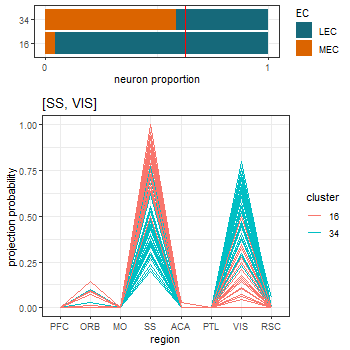 34
16
0
1
neuron proportion
EC
LEC
MEC
[SS, VIS]
1.00
0.75
0.50
0.25
0.00
projection probability
PFC ORB MO SS ACA PTL VIS RSC
region
cluster
16
34